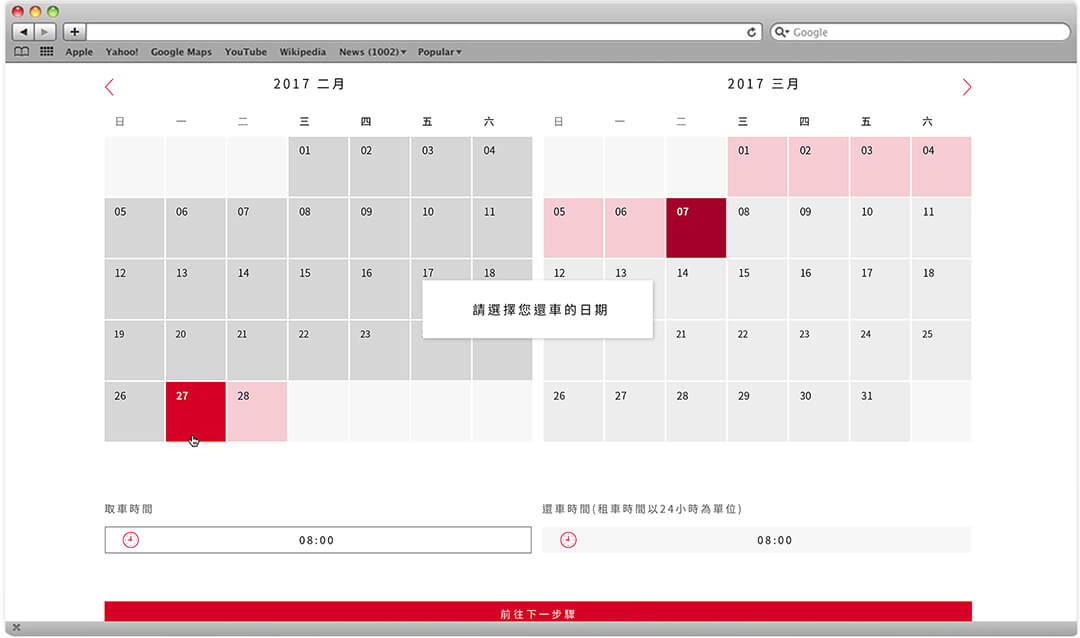 Google
Apple Yahoo! Google Maps YouTube Wikipedia News (1002)▾ Popular▾
2017 二月
日 一 二 三 四 五 六
01 02 03 04
05 06 07 08 09 10 11
12 13 14 15 16 17 18
19 20 21 22 23
26 27 28
2017 三月
日 一 二 三 四 五 六
01 02 03 04
05 06 07 08 09 10 11
12 13 14 15 16 17 18
21 22 23 24 25
26 27 28 29 30 31
請選擇您還車的日期
取車時間
08:00
還車時間(租車時間以24小時為單位)
08:00
前往下一步驟